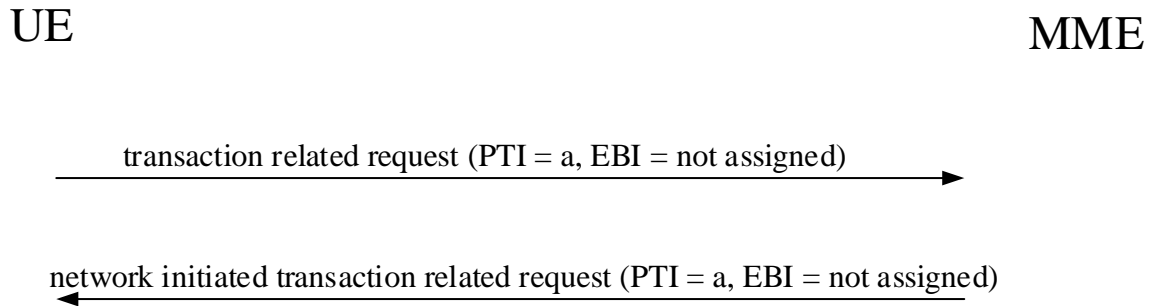 UE
MME
transaction related request (PTI = a, EBI = not assigned)
network initiated transaction related request (PTI = a, EBI = not assigned)